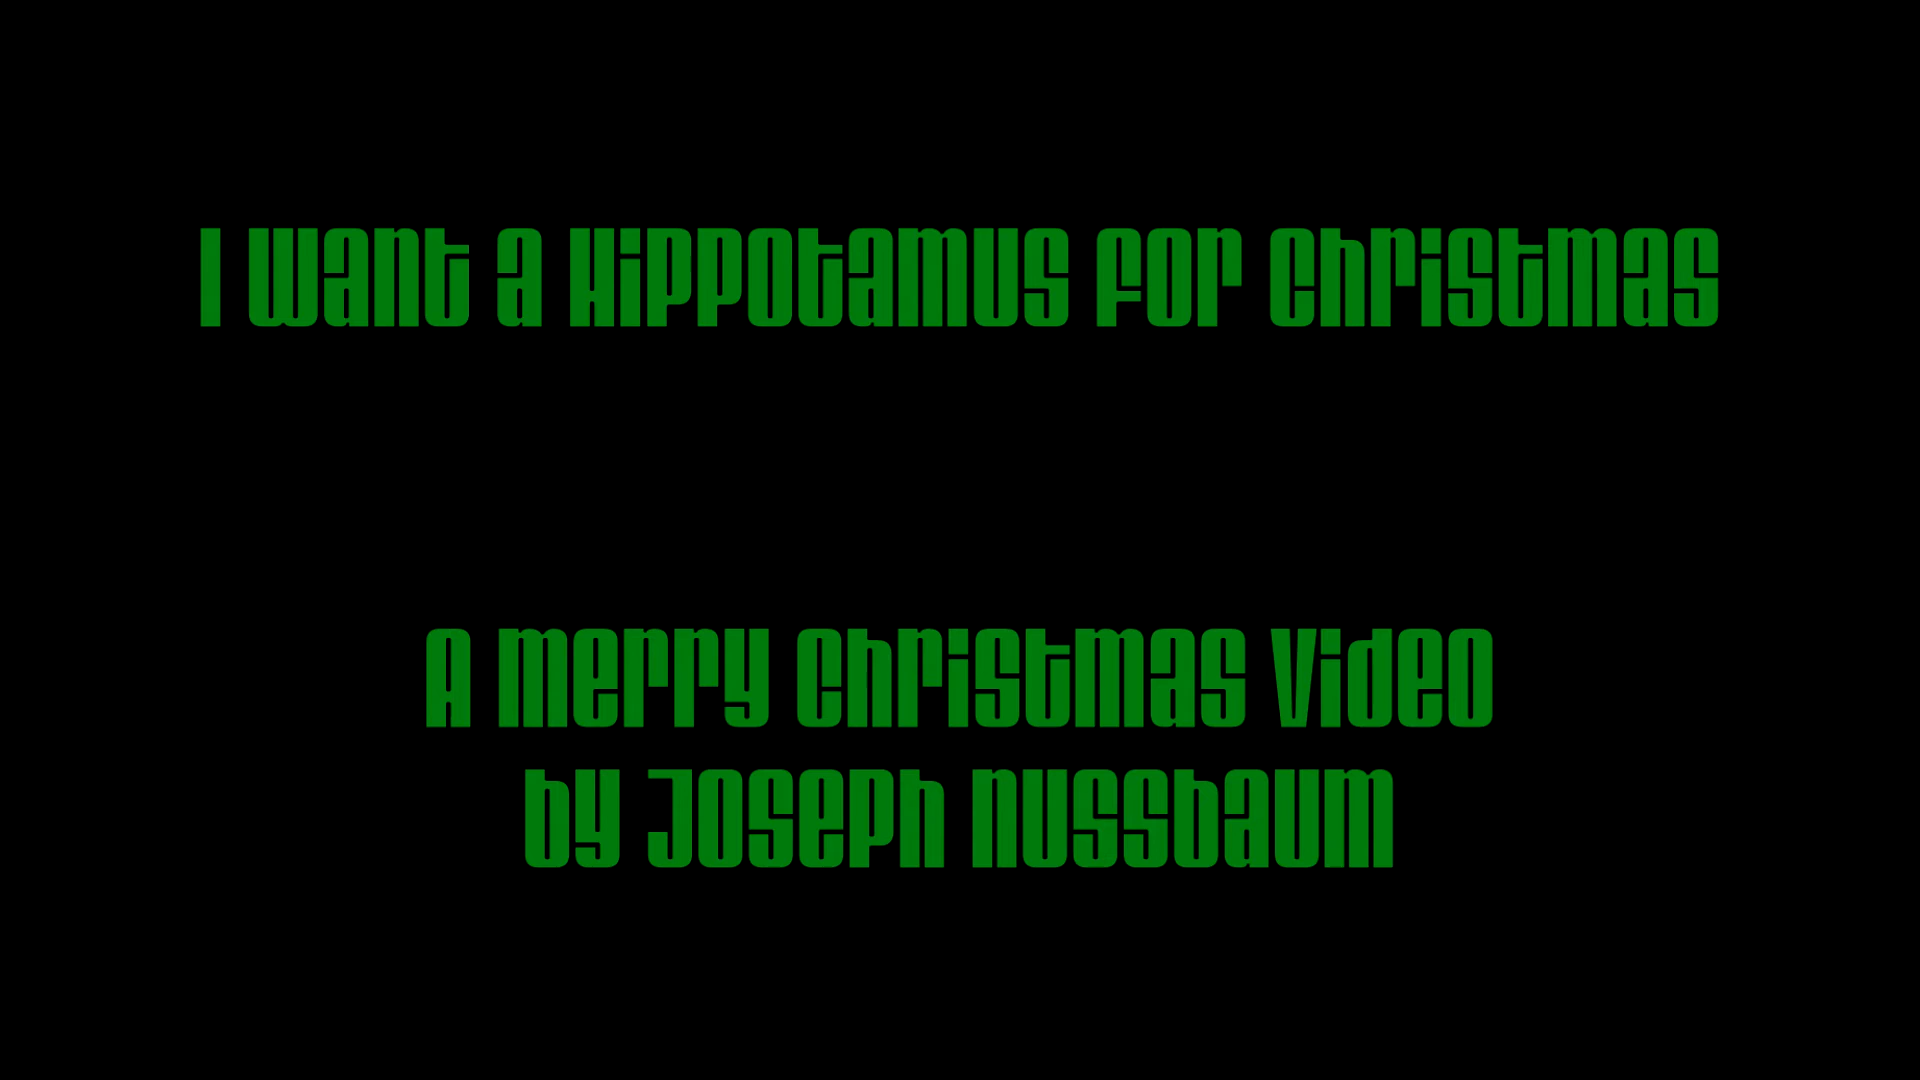 I Want a Hippotamus for Christmas
A Merry Christmas Video
by Joseph Nussbaum